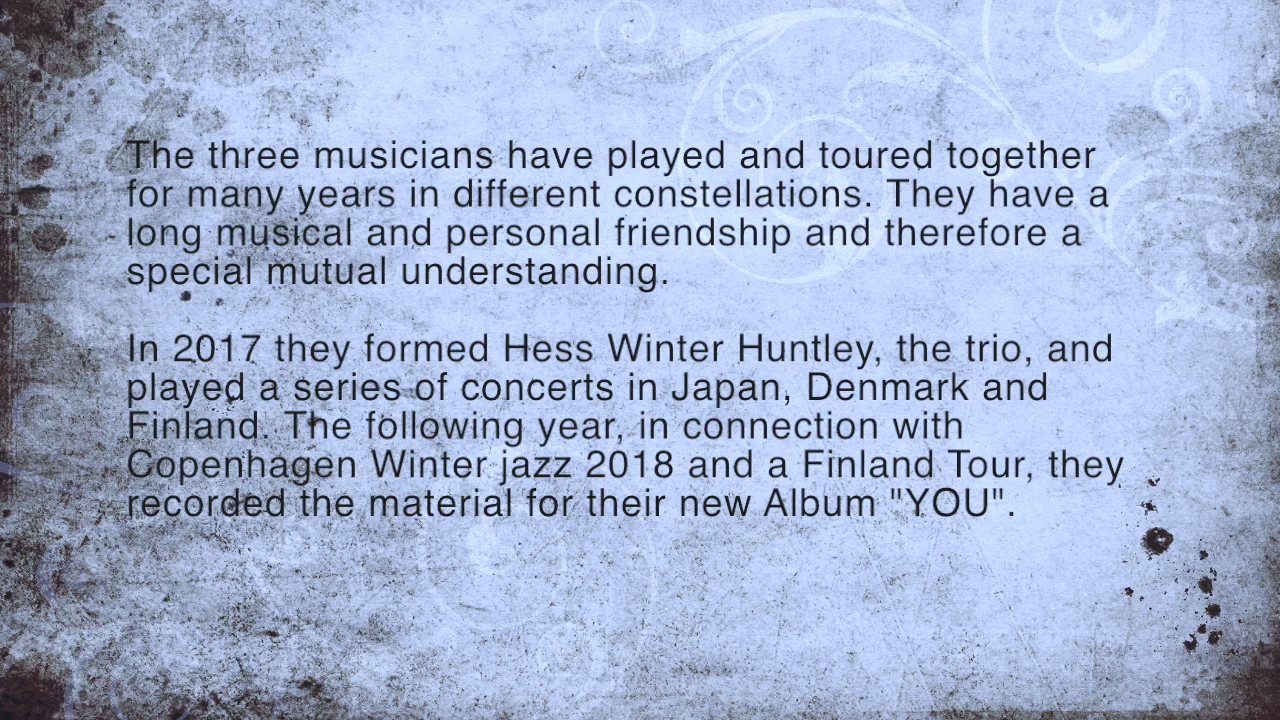 The three musicians have played and toured together
for many years in different constellations. They have a
long musical and personal friendship and therefore a
special mutual understanding.
In 2017 they formed Hess Winter Huntley, the trio, and
played a series of concerts in Japan, Denmark and
Finland. The following year, in connection with
Copenhagen Winter jazz 2018 and a Finland Tour, they
recorded the material for their new Album "YOU".